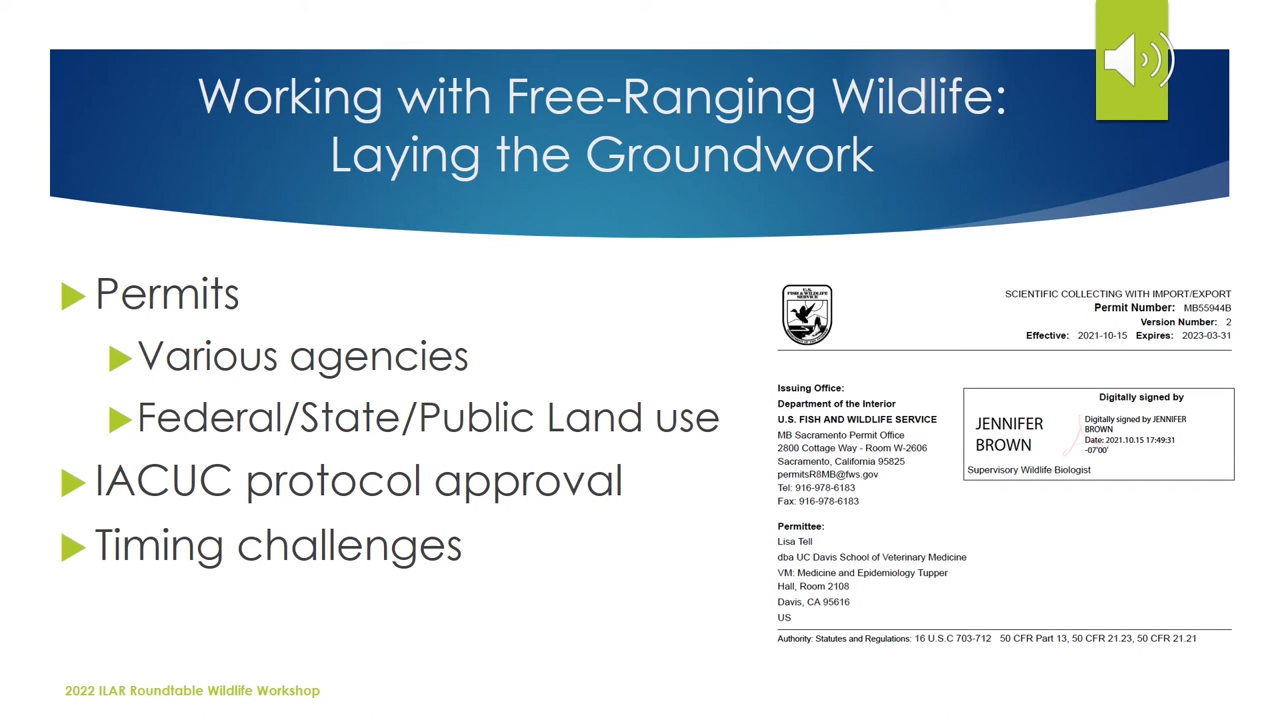 Working with Free-Ranging Wildlife:
Laying the Groundwork
Permits
Various agencies
Federal/State/Public Land use
IACUC protocol approval
Timing challenges
U.S.
FISH & WILDLIFE
SERVICE
SCIENTIFIC COLLECTING WITH IMPORT/EXPORT
Permit Number: MB55944B
Version Number: 2
Effective: 2021-10-15 Expires: 2023-03-31
Issuing Office:
Department of the Interior
U.S. FISH AND WILDLIFE SERVICE
MB Sacramento Permit Office
2800 Cottage Way - Room W-2606
Sacramento, California 95825
permitsR8MB@fws.gov
Tel: 916-978-6183
Fax: 916-978-6183
Digitally signed by
JENNIFER
BROWN
Digitally signed by JENNIFER
BROWN
Date: 2021.10.15 17:49:31
-07'00'
Supervisory Wildlife Biologist
Permittee:
Lisa Tell
dba UC Davis School of Veterinary Medicine
VM: Medicine and Epidemiology Tupper
Hall, Room 2108
Davis, CA 95616
US
Authority: Statutes and Regulations: 16 U.S.C 703-712 50 CFR Part 13, 50 CFR 21.23, 50 CFR 21.21
2022 ILAR Roundtable Wildlife Workshop